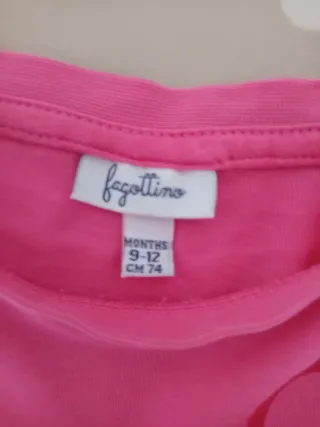 fagottino
MONTHS
9-12
CM 74